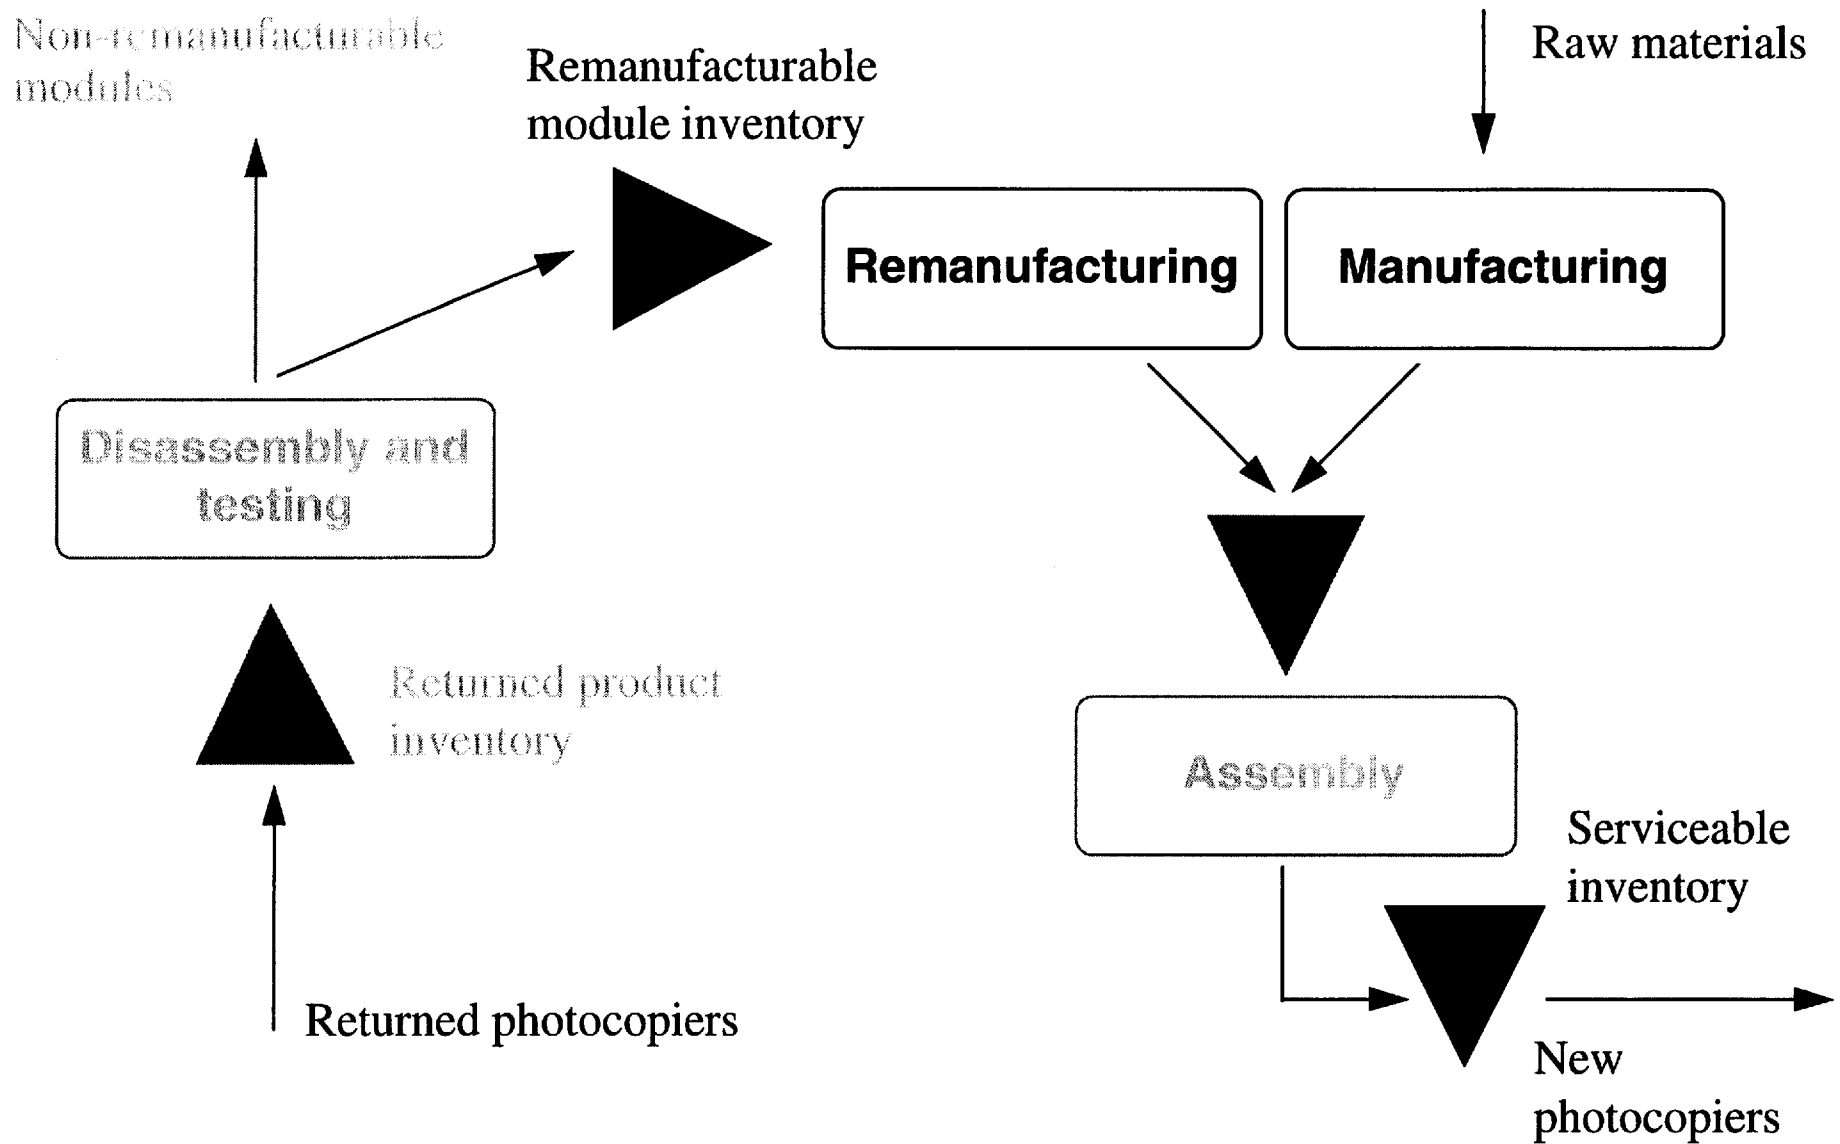 Non-remanufacturable
modules
Remanufacturable
module inventory
Raw materials
Remanufacturing
Manufacturing
Disassembly and
testing
Returned product
inventory
Assembly
Serviceable
inventory
Returned photocopiers
New
photocopiers